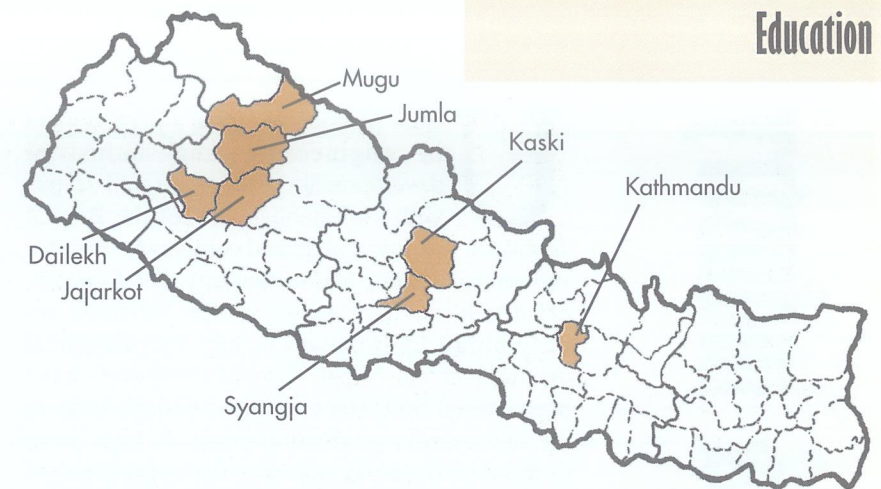 Education
Mugu
Jumla
Kaski
Kathmandu
Dailekh
Jajarkot
Syangja